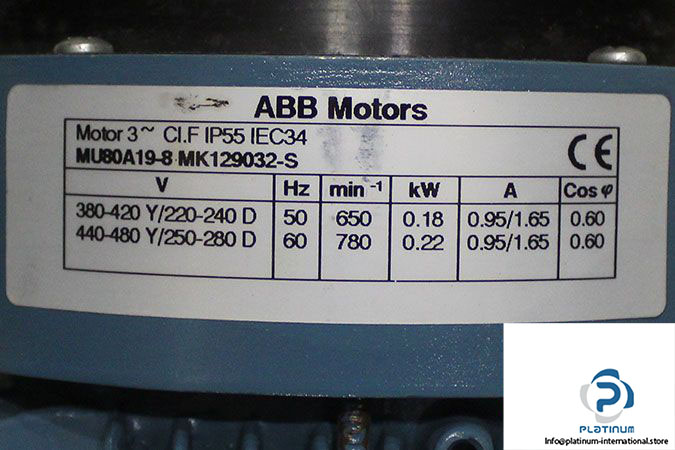 ABB Motors
Motor 3~ Cl.F IP55 IEC34
MU80A19-8 MK129032-S
CE
V Hz min⁻¹ kW A Cos φ
380-420 Y/220-240 D 50 650 0.18 0.95/1.65 0.60
440-480 Y/250-280 D 60 780 0.22 0.95/1.65 0.60
PLATINUM
Info@platinum-international.store